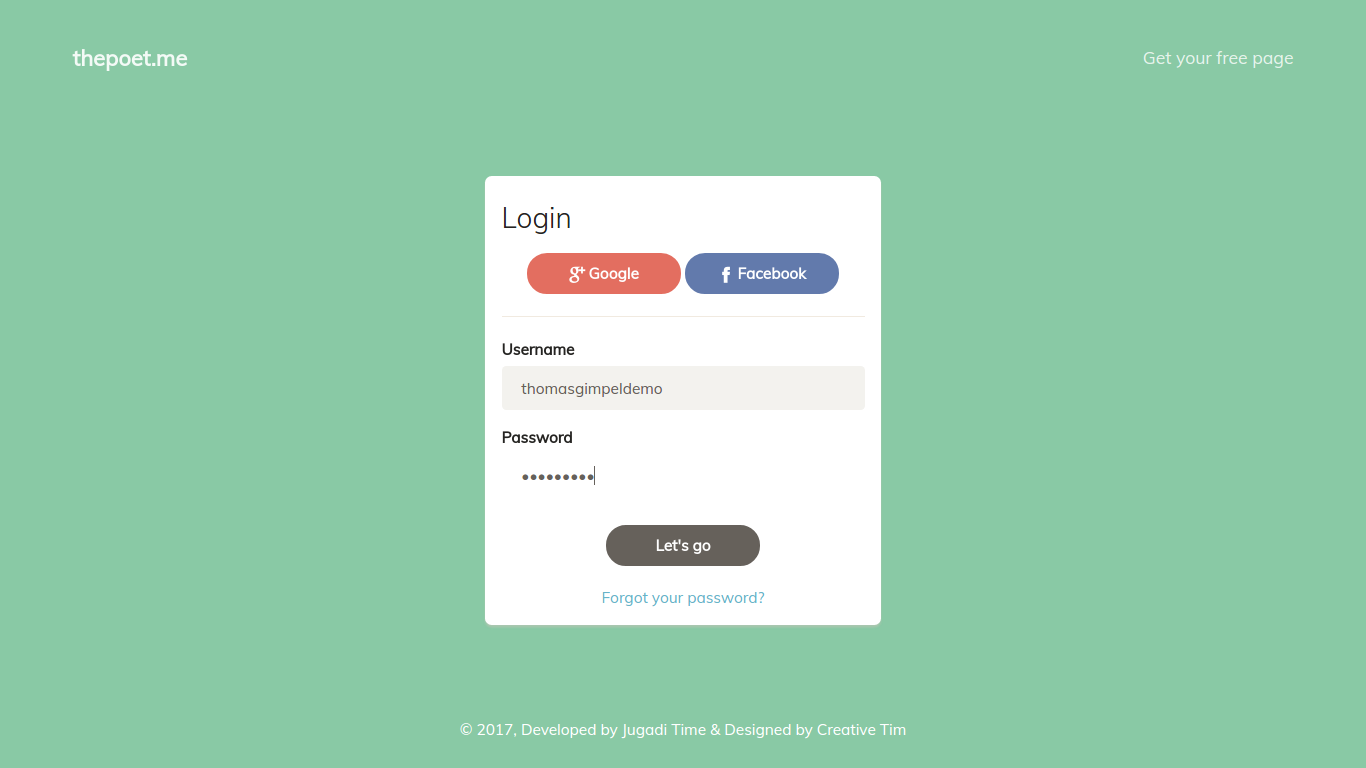 thepoet.me
Get your free page
Login
Google
Facebook
Username
thomasgimpeldemo
Password
•••••••••
Let's go
Forgot your password?
© 2017, Developed by Jugadi Time & Designed by Creative Tim